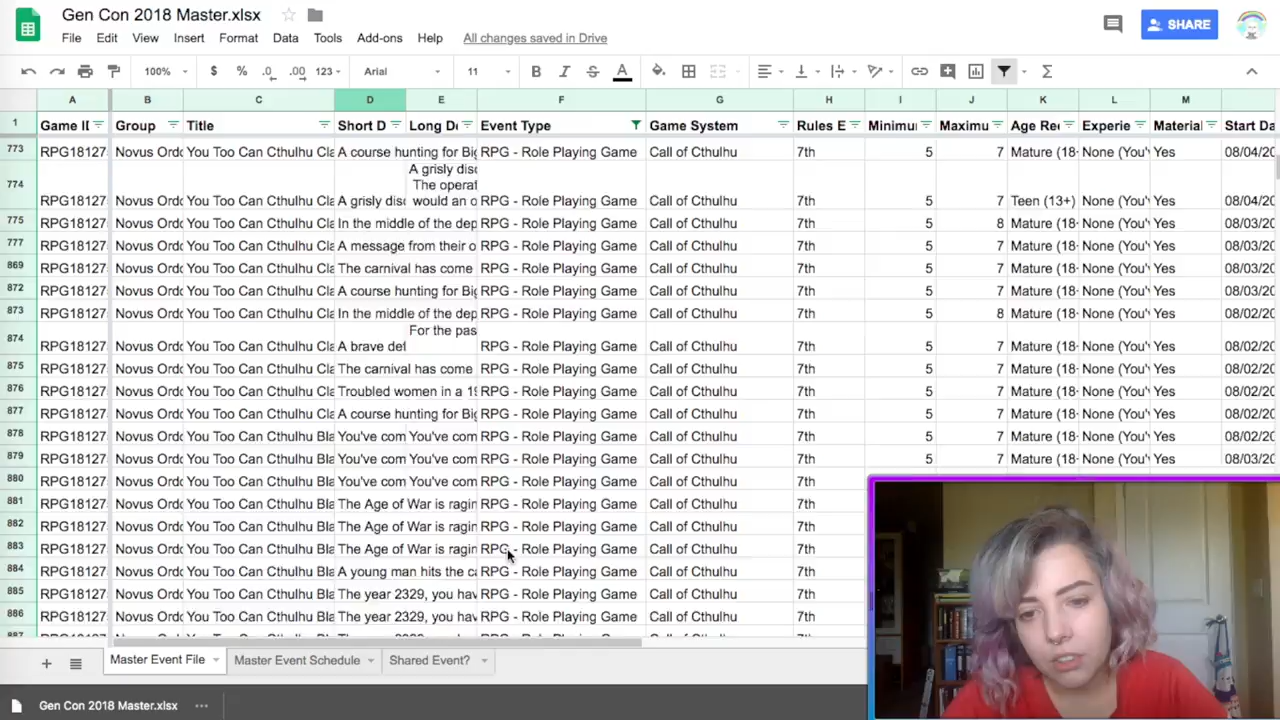 Gen Con 2018 Master.xlsx
File Edit View Insert Format Data Tools Add-ons Help All changes saved in Drive
SHARE
100% $ % .0 .00 123 Arial 11 B I S A
A B C D E F G H I J K L M
1 Game I Group Title Short D Long D Event Type Game System Rules E Minimu Maximu Age Re Experie Material Start Da
773 RPG18127 Novus Ordo You Too Can Cthulhu Cla A course hunting for Big RPG - Role Playing Game Call of Cthulhu 7th 5 7 Mature (18- None (You' Yes 08/04/20
A grisly disc
The operat
774 RPG18127 Novus Ordo You Too Can Cthulhu Cla A grisly disc would an o RPG - Role Playing Game Call of Cthulhu 7th 5 7 Teen (13+) None (You' Yes 08/04/20
775 RPG18127 Novus Ordo You Too Can Cthulhu Cla In the middle of the dep RPG - Role Playing Game Call of Cthulhu 7th 5 8 Mature (18- None (You' Yes 08/03/20
777 RPG18127 Novus Ordo You Too Can Cthulhu Cla A message from their o RPG - Role Playing Game Call of Cthulhu 7th 5 7 Mature (18- None (You' Yes 08/03/20
869 RPG18127 Novus Ordo You Too Can Cthulhu Cla The carnival has come RPG - Role Playing Game Call of Cthulhu 7th 5 7 Mature (18- None (You' Yes 08/03/20
872 RPG18127 Novus Ordo You Too Can Cthulhu Cla A course hunting for Big RPG - Role Playing Game Call of Cthulhu 7th 5 7 Mature (18- None (You' Yes 08/03/20
873 RPG18127 Novus Ordo You Too Can Cthulhu Cla In the middle of the dep RPG - Role Playing Game Call of Cthulhu 7th 5 8 Mature (18- None (You' Yes 08/02/20
For the pas
874 RPG18127 Novus Ordo You Too Can Cthulhu Cla A brave det RPG - Role Playing Game Call of Cthulhu 7th 5 7 Mature (18- None (You' Yes 08/02/20
875 RPG18127 Novus Ordo You Too Can Cthulhu Cla The carnival has come RPG - Role Playing Game Call of Cthulhu 7th 5 7 Mature (18- None (You' Yes 08/02/20
876 RPG18127 Novus Ordo You Too Can Cthulhu Cla Troubled women in a 19 RPG - Role Playing Game Call of Cthulhu 7th 5 7 Mature (18- None (You' Yes 08/02/20
877 RPG18127 Novus Ordo You Too Can Cthulhu Cla A course hunting for Big RPG - Role Playing Game Call of Cthulhu 7th 5 7 Mature (18- None (You' Yes 08/02/20
878 RPG18127 Novus Ordo You Too Can Cthulhu Bla You've com You've com RPG - Role Playing Game Call of Cthulhu 7th 5 7 Mature (18- None (You' Yes 08/02/20
879 RPG18127 Novus Ordo You Too Can Cthulhu Bla You've com You've com RPG - Role Playing Game Call of Cthulhu 7th 5 7 Mature (18- None (You' Yes 08/03/20
880 RPG18127 Novus Ordo You Too Can Cthulhu Bla You've com You've com RPG - Role Playing Game Call of Cthulhu 7th
881 RPG18127 Novus Ordo You Too Can Cthulhu Bla The Age of War is ragin RPG - Role Playing Game Call of Cthulhu 7th
882 RPG18127 Novus Ordo You Too Can Cthulhu Bla The Age of War is ragin RPG - Role Playing Game Call of Cthulhu 7th
883 RPG18127 Novus Ordo You Too Can Cthulhu Bla The Age of War is ragin RPG - Role Playing Game Call of Cthulhu 7th
884 RPG18127 Novus Ordo You Too Can Cthulhu Bla A young man hits the ca RPG - Role Playing Game Call of Cthulhu 7th
885 RPG18127 Novus Ordo You Too Can Cthulhu Bla The year 2329, you hav RPG - Role Playing Game Call of Cthulhu 7th
886 RPG18127 Novus Ordo You Too Can Cthulhu Bla The year 2329, you hav RPG - Role Playing Game Call of Cthulhu 7th
Master Event File Master Event Schedule Shared Event?
Gen Con 2018 Master.xlsx